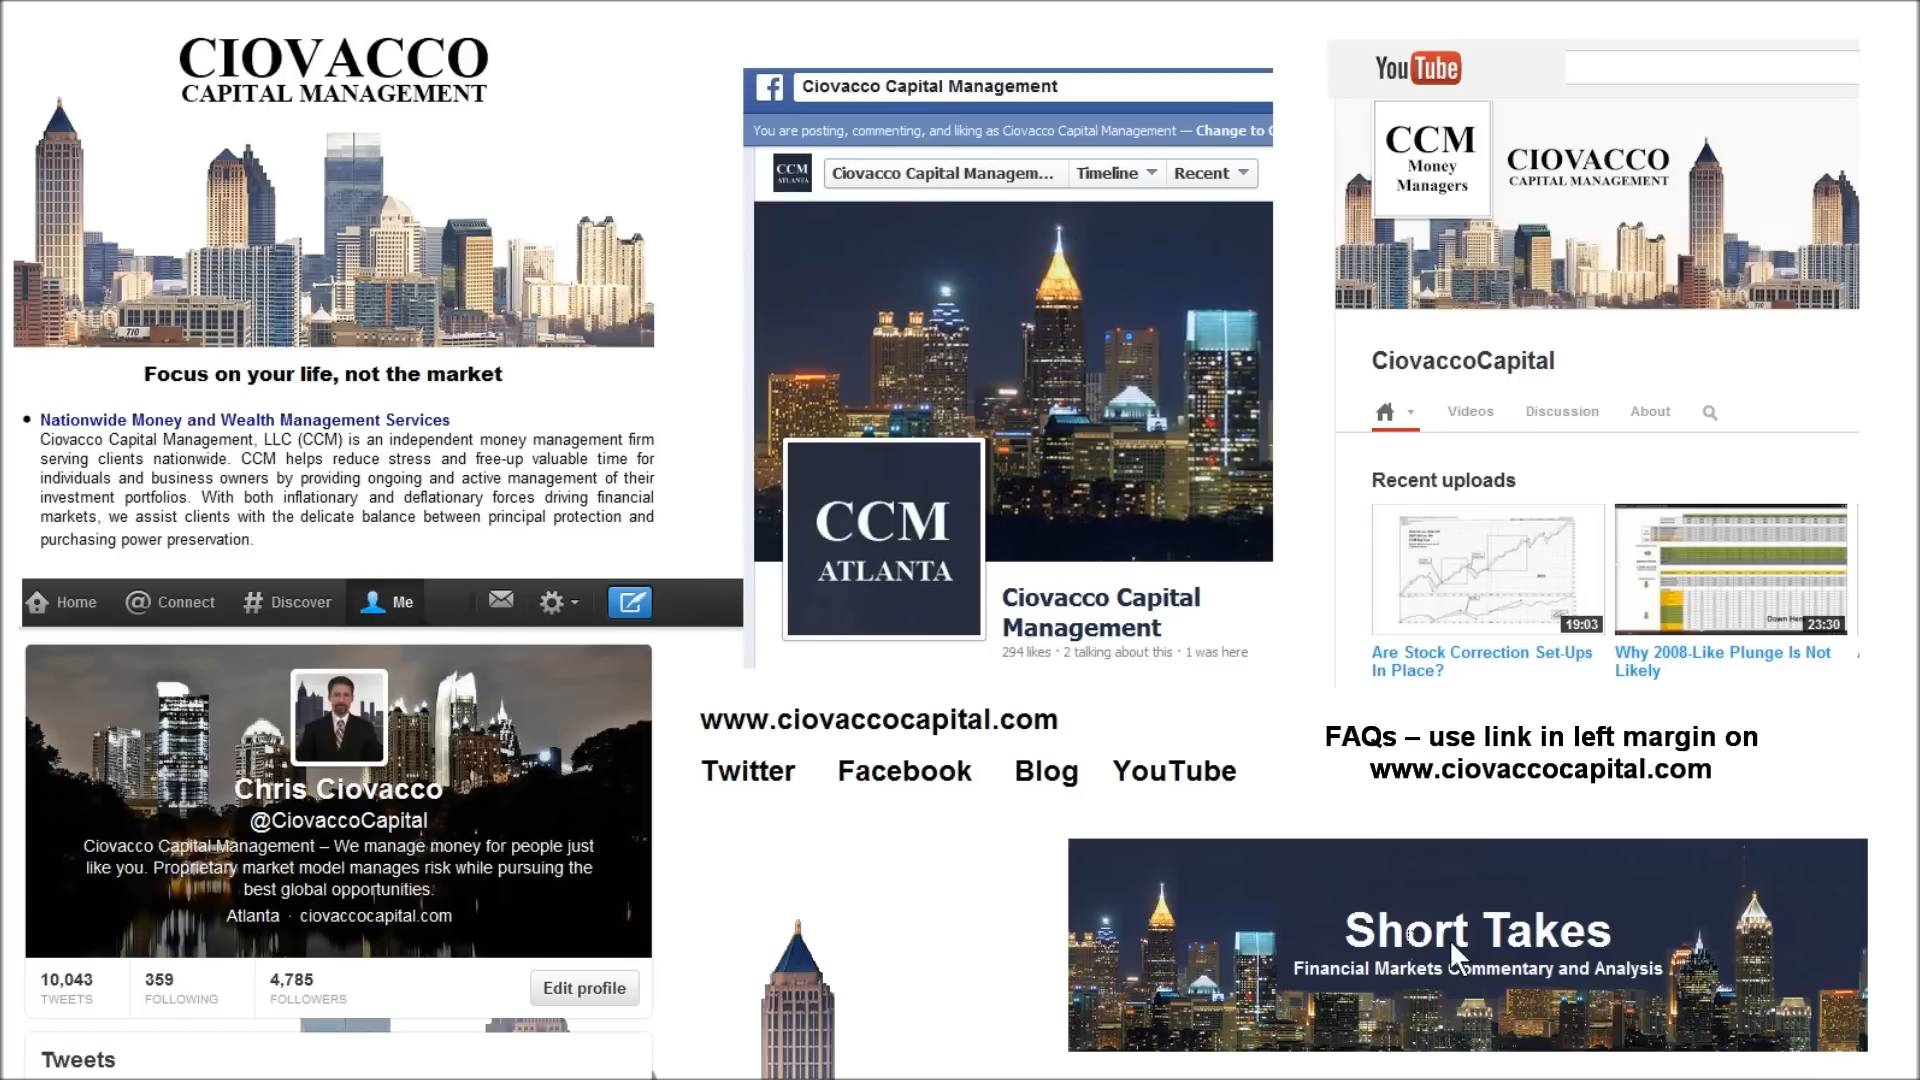 CIOVACCO
CAPITAL MANAGEMENT
710
Focus on your life, not the market
Nationwide Money and Wealth Management Services
Ciovacco Capital Management, LLC (CCM) is an independent money management firm
serving clients nationwide. CCM helps reduce stress and free-up valuable time for
individuals and business owners by providing ongoing and active management of their
investment portfolios. With both inflationary and deflationary forces driving financial
markets, we assist clients with the delicate balance between principal protection and
purchasing power preservation.
Home Connect Discover Me
Chris Ciovacco
@CiovaccoCapital
Ciovacco Capital Management – We manage money for people just
like you. Proprietary market model manages risk while pursuing the
best global opportunities.
Atlanta · ciovaccocapital.com
10,043 359 4,785
TWEETS FOLLOWING FOLLOWERS
Edit profile
Tweets
Ciovacco Capital Management
You are posting, commenting, and liking as Ciovacco Capital Management — Change to
CCM
ATLANTA
Ciovacco Capital Managem... Timeline Recent
CCM
ATLANTA
Ciovacco Capital
Management
294 likes · 2 talking about this · 1 was here
www.ciovaccocapital.com
Twitter Facebook Blog YouTube
YouTube
CCM
Money
Managers
CIOVACCO
CAPITAL MANAGEMENT
710
CiovaccoCapital
Videos Discussion About
Recent uploads
19:03
23:30
Are Stock Correction Set-Ups
In Place?
Why 2008-Like Plunge Is Not
Likely
FAQs – use link in left margin on
www.ciovaccocapital.com
Short Takes
Financial Markets Commentary and Analysis